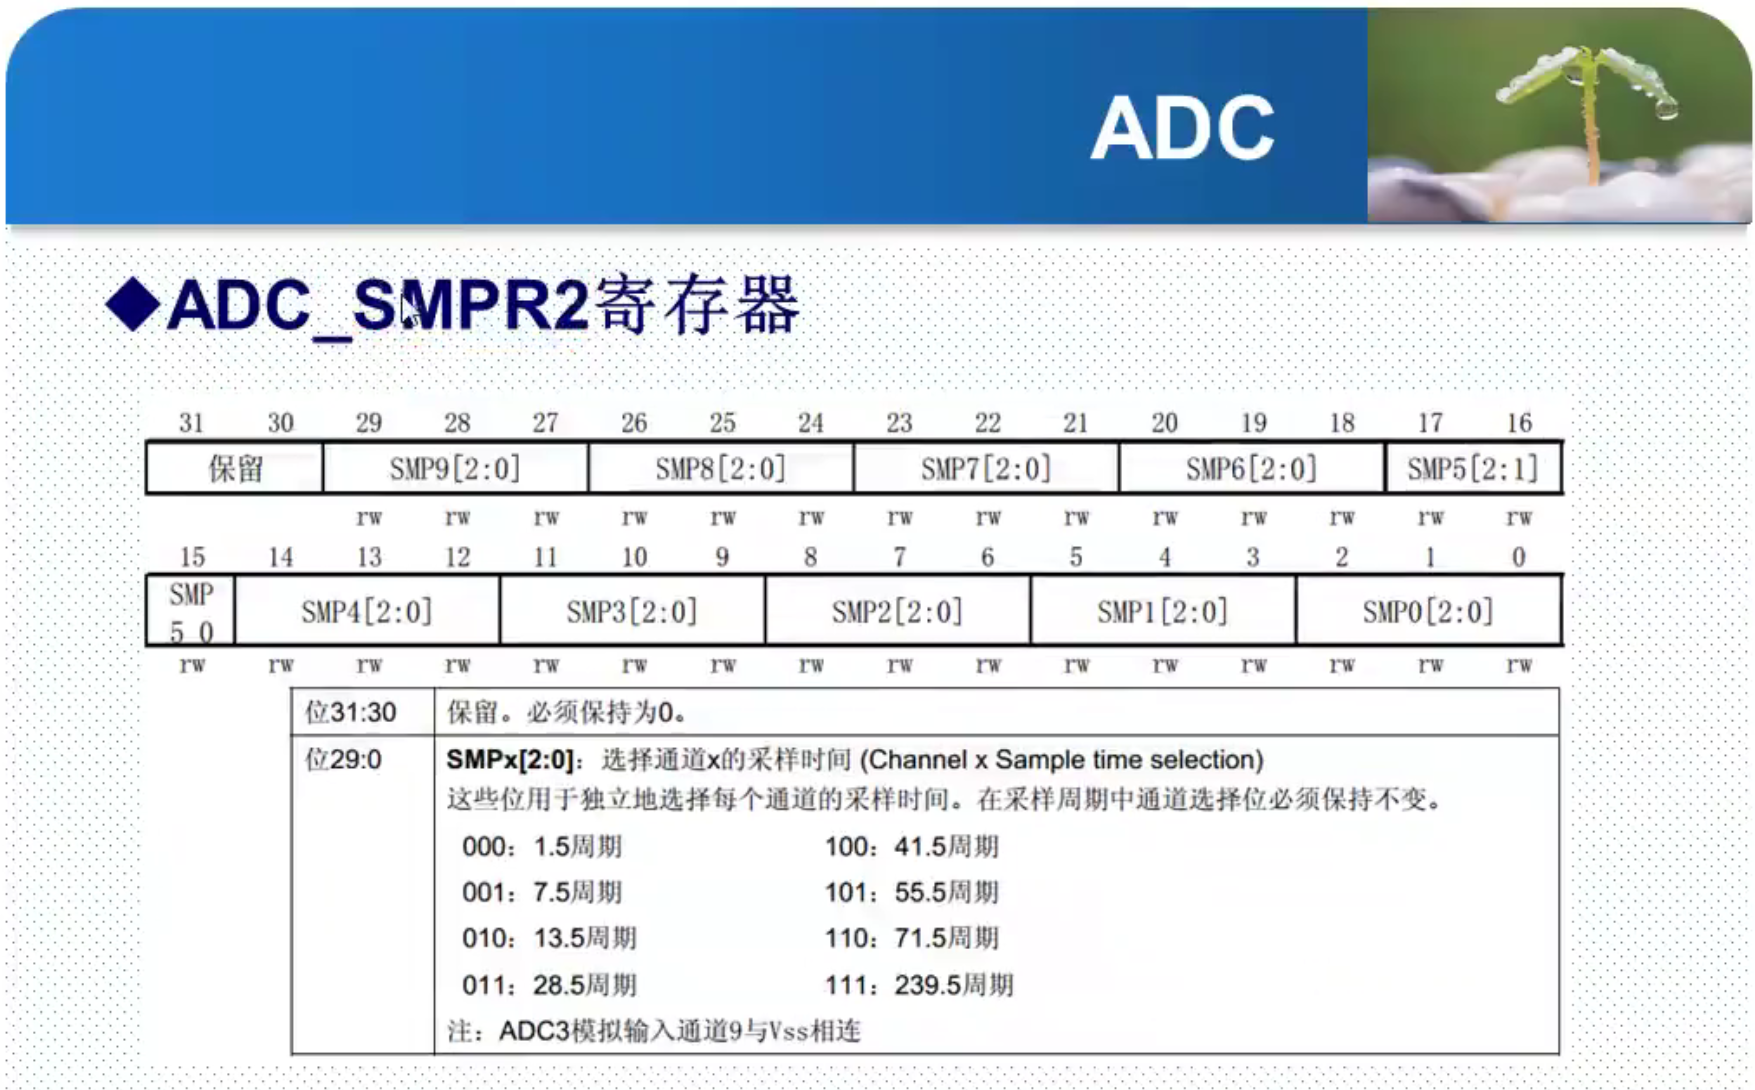 ADC
◆ADC_SMPR2寄存器
31 30 29 28 27 26 25 24 23 22 21 20 19 18 17 16
保留 SMP9[2:0] SMP8[2:0] SMP7[2:0] SMP6[2:0] SMP5[2:1]
rw rw rw rw rw rw rw rw rw rw rw rw rw rw
15 14 13 12 11 10 9 8 7 6 5 4 3 2 1 0
SMP
5 0 SMP4[2:0] SMP3[2:0] SMP2[2:0] SMP1[2:0] SMP0[2:0]
rw rw rw rw rw rw rw rw rw rw rw rw rw rw rw rw
位31:30 保留。必须保持为0。
位29:0 SMPx[2:0]：选择通道x的采样时间 (Channel x Sample time selection)
这些位用于独立地选择每个通道的采样时间。在采样周期中通道选择位必须保持不变。
000：1.5周期 100：41.5周期
001：7.5周期 101：55.5周期
010：13.5周期 110：71.5周期
011：28.5周期 111：239.5周期
注：ADC3模拟输入通道9与Vss相连